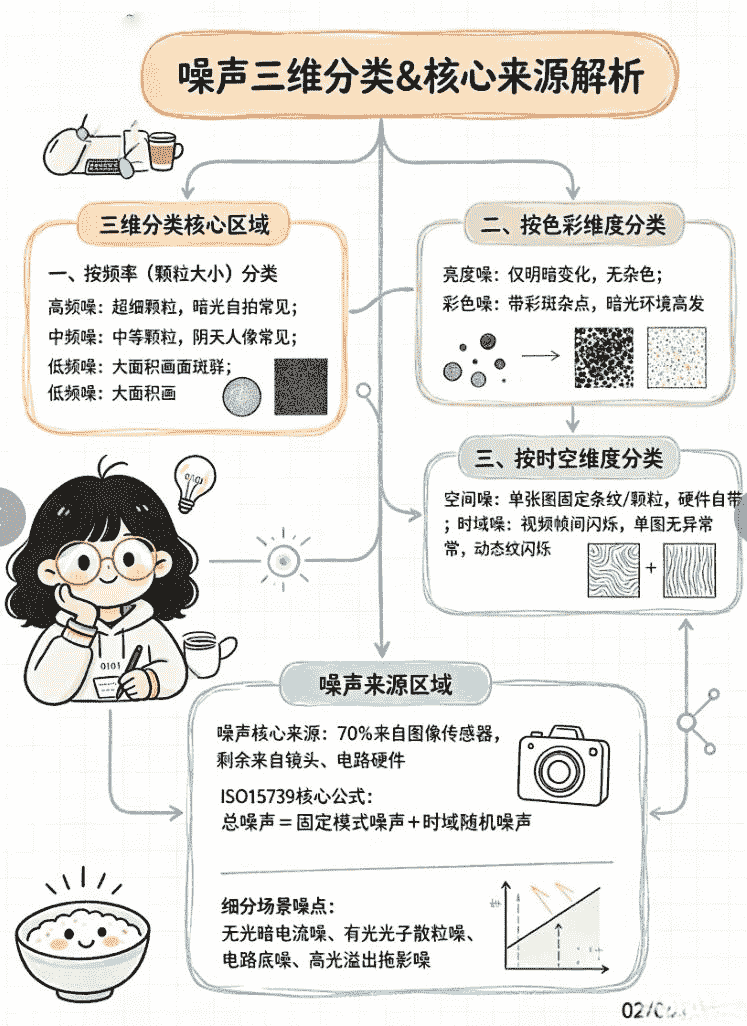 噪声三维分类&核心来源解析
三维分类核心区域
一、按频率（颗粒大小）分类
高频噪：超细颗粒，暗光自拍常见；
中频噪：中等颗粒，阴天人像常见；
低频噪：大面积画面斑驳；
低频噪：大面积画
二、按色彩维度分类
亮度噪：仅明暗变化，无杂色；
彩色噪：带彩斑杂点，暗光环境高发
三、按时空维度分类
空间噪：单张图固定条纹/颗粒，硬件自带
；时域噪：视频帧间闪烁，单图无异常
常，动态纹闪烁
+
0101
噪声来源区域
噪声核心来源：70%来自图像传感器，
剩余来自镜头、电路硬件
ISO15739核心公式：
总噪声＝固定模式噪声＋时域随机噪声
细分场景噪点：
无光暗电流噪、有光光子散粒噪、
电路底噪、高光溢出拖影噪
02/